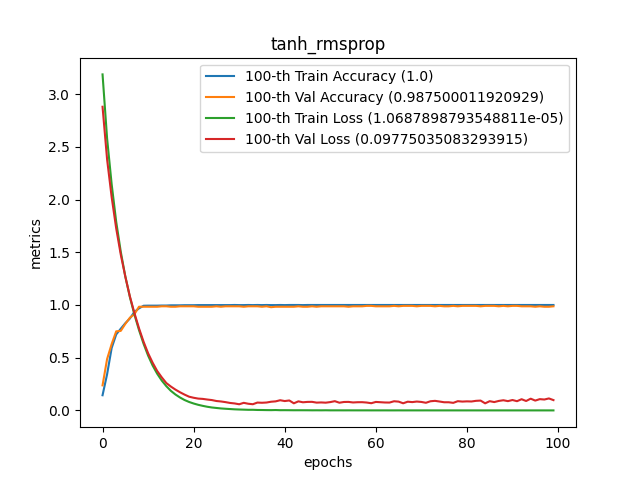 tanh_rmsprop
100-th Train Accuracy (1.0)
100-th Val Accuracy (0.987500011920929)
100-th Train Loss (1.0687898793548811e-05)
100-th Val Loss (0.09775035083293915)
metrics
3.0
2.5
2.0
1.5
1.0
0.5
0.0
0 20 40 60 80 100
epochs